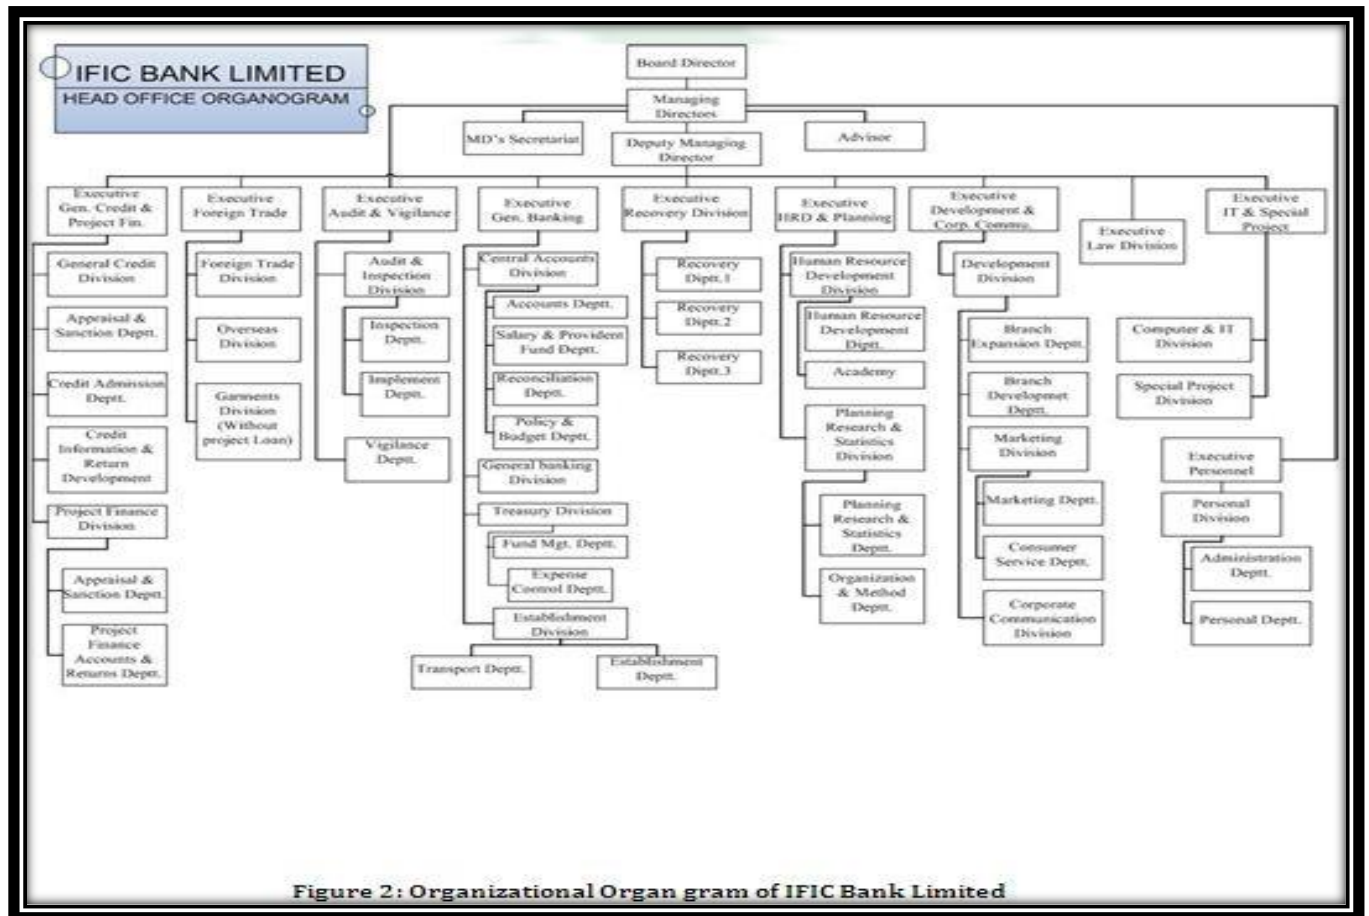 IFIC BANK LIMITED
HEAD OFFICE ORGANOGRAM
Board Director
Managing
Directors
MD's Secretariat
Deputy Managing
Director
Advisor
Executive
Gen. Credit &
Project Fin.
Executive
Foreign Trade
Executive
Audit & Vigilance
Executive
Gen. Banking
Executive
Recovery Division
Executive
HRD & Planning
Executive
Development &
Corp. Commu.
Executive
Law Division
Executive
IT & Special
Project
General Credit
Division
Appraisal &
Sanction Deptt.
Credit Admission
Deptt.
Credit
Information &
Return
Development
Project Finance
Division
Appraisal &
Sanction Deptt.
Project
Finance
Accounts &
Returns Deptt.
Foreign Trade
Division
Overseas
Division
Garments
Division
(Without
project Loan)
Audit &
Inspection
Division
Inspection
Deptt.
Implement
Deptt.
Vigilance
Deptt.
Central Accounts
Division
Accounts Deptt.
Salary & Provident
Fund Deptt.
Reconciliation
Deptt.
Policy &
Budget Deptt.
General banking
Division
Treasury Division
Fund Mgt. Deptt.
Expense
Control Deptt.
Establishment
Division
Transport Deptt.
Establishment
Deptt.
Recovery
Diptt.1
Recovery
Diptt.2
Recovery
Diptt.3
Human Resource
Development
Division
Human Resource
Development
Diptt.
Academy
Planning
Research &
Statistics
Division
Planning
Research &
Statistics
Deptt.
Organization
& Method
Deptt.
Development
Division
Branch
Expansion Deptt.
Branch
Developmet
Deptt.
Marketing
Division
Marketing Deptt.
Consumer
Service Deptt.
Corporate
Communication
Division
Computer & IT
Division
Special Project
Division
Executive
Personnel
Personal
Division
Administration
Deptt.
Personal Deptt.
Figure 2: Organizational Organ gram of IFIC Bank Limited